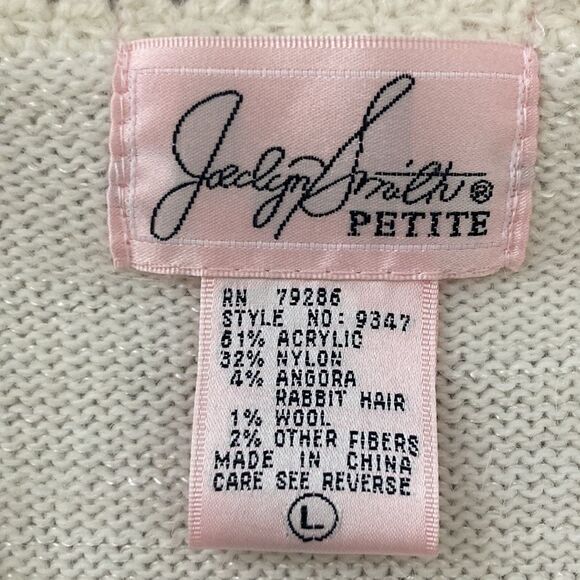 Jaclyn Smith®
PETITE
RN 79286
STYLE NO: 9347
61% ACRYLIC
32% NYLON
4% ANGORA
RABBIT HAIR
1% WOOL
2% OTHER FIBERS
MADE IN CHINA
CARE SEE REVERSE
L